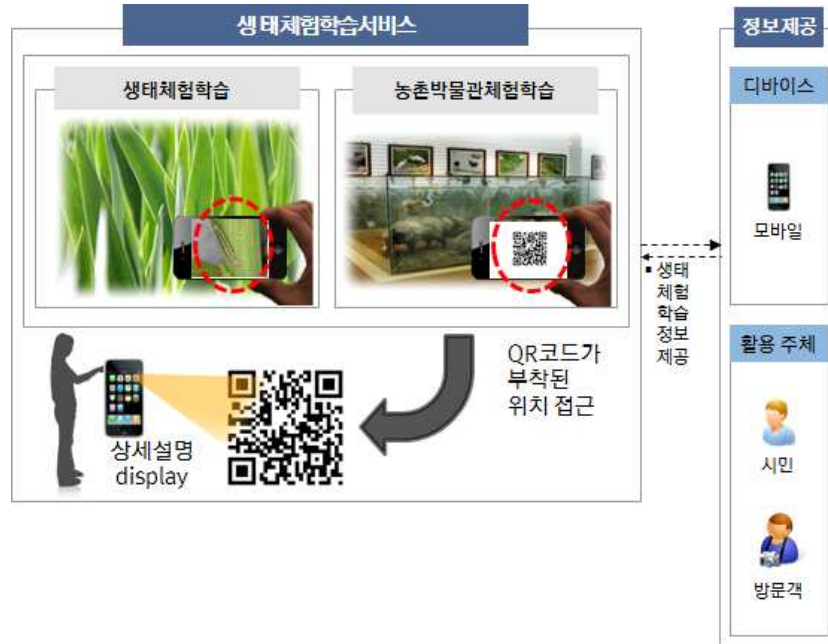 생태체험학습서비스
생태체험학습
농촌박물관체험학습
QR코드가
부착된
위치 접근
상세설명
display
▪ 생태
체험
학습
정보
제공
정보제공
디바이스
모바일
활용 주체
시민
방문객